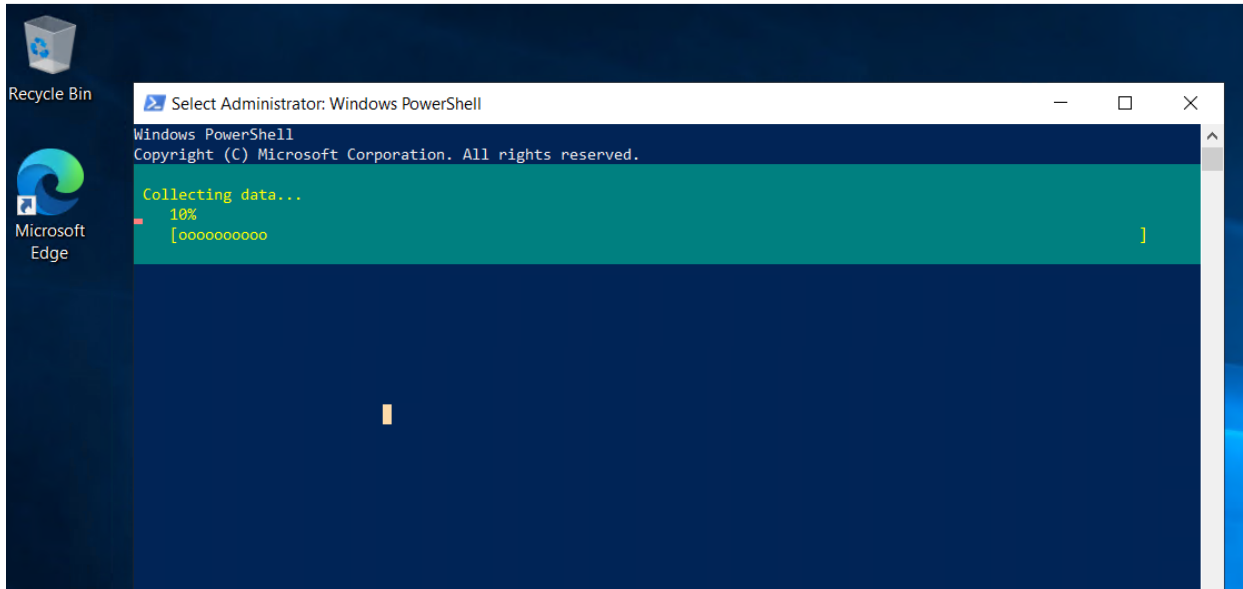 Recycle Bin
Microsoft
Edge
Select Administrator: Windows PowerShell
Windows PowerShell
Copyright (C) Microsoft Corporation. All rights reserved.
Collecting data...
10%
[oooooooooo                                                                                                  ]